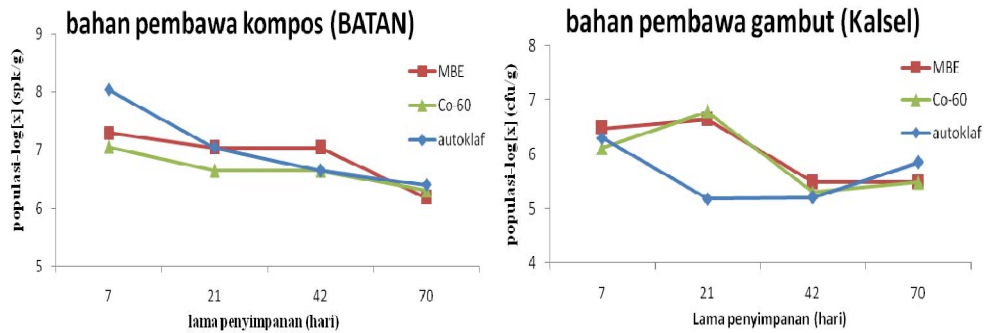 bahan pembawa kompos (BATAN)
9
8
7
6
5
populasi-log[x] (spk/g)
MBE
Co-60
autoklaf
7 21 42 70
lama penyimpanan (hari)
bahan pembawa gambut (Kalsel)
8
7
6
5
4
populasi-log[x] (cfu/g)
MBE
Co-60
autoklaf
7 21 42 70
Lama penyimpanan (hari)